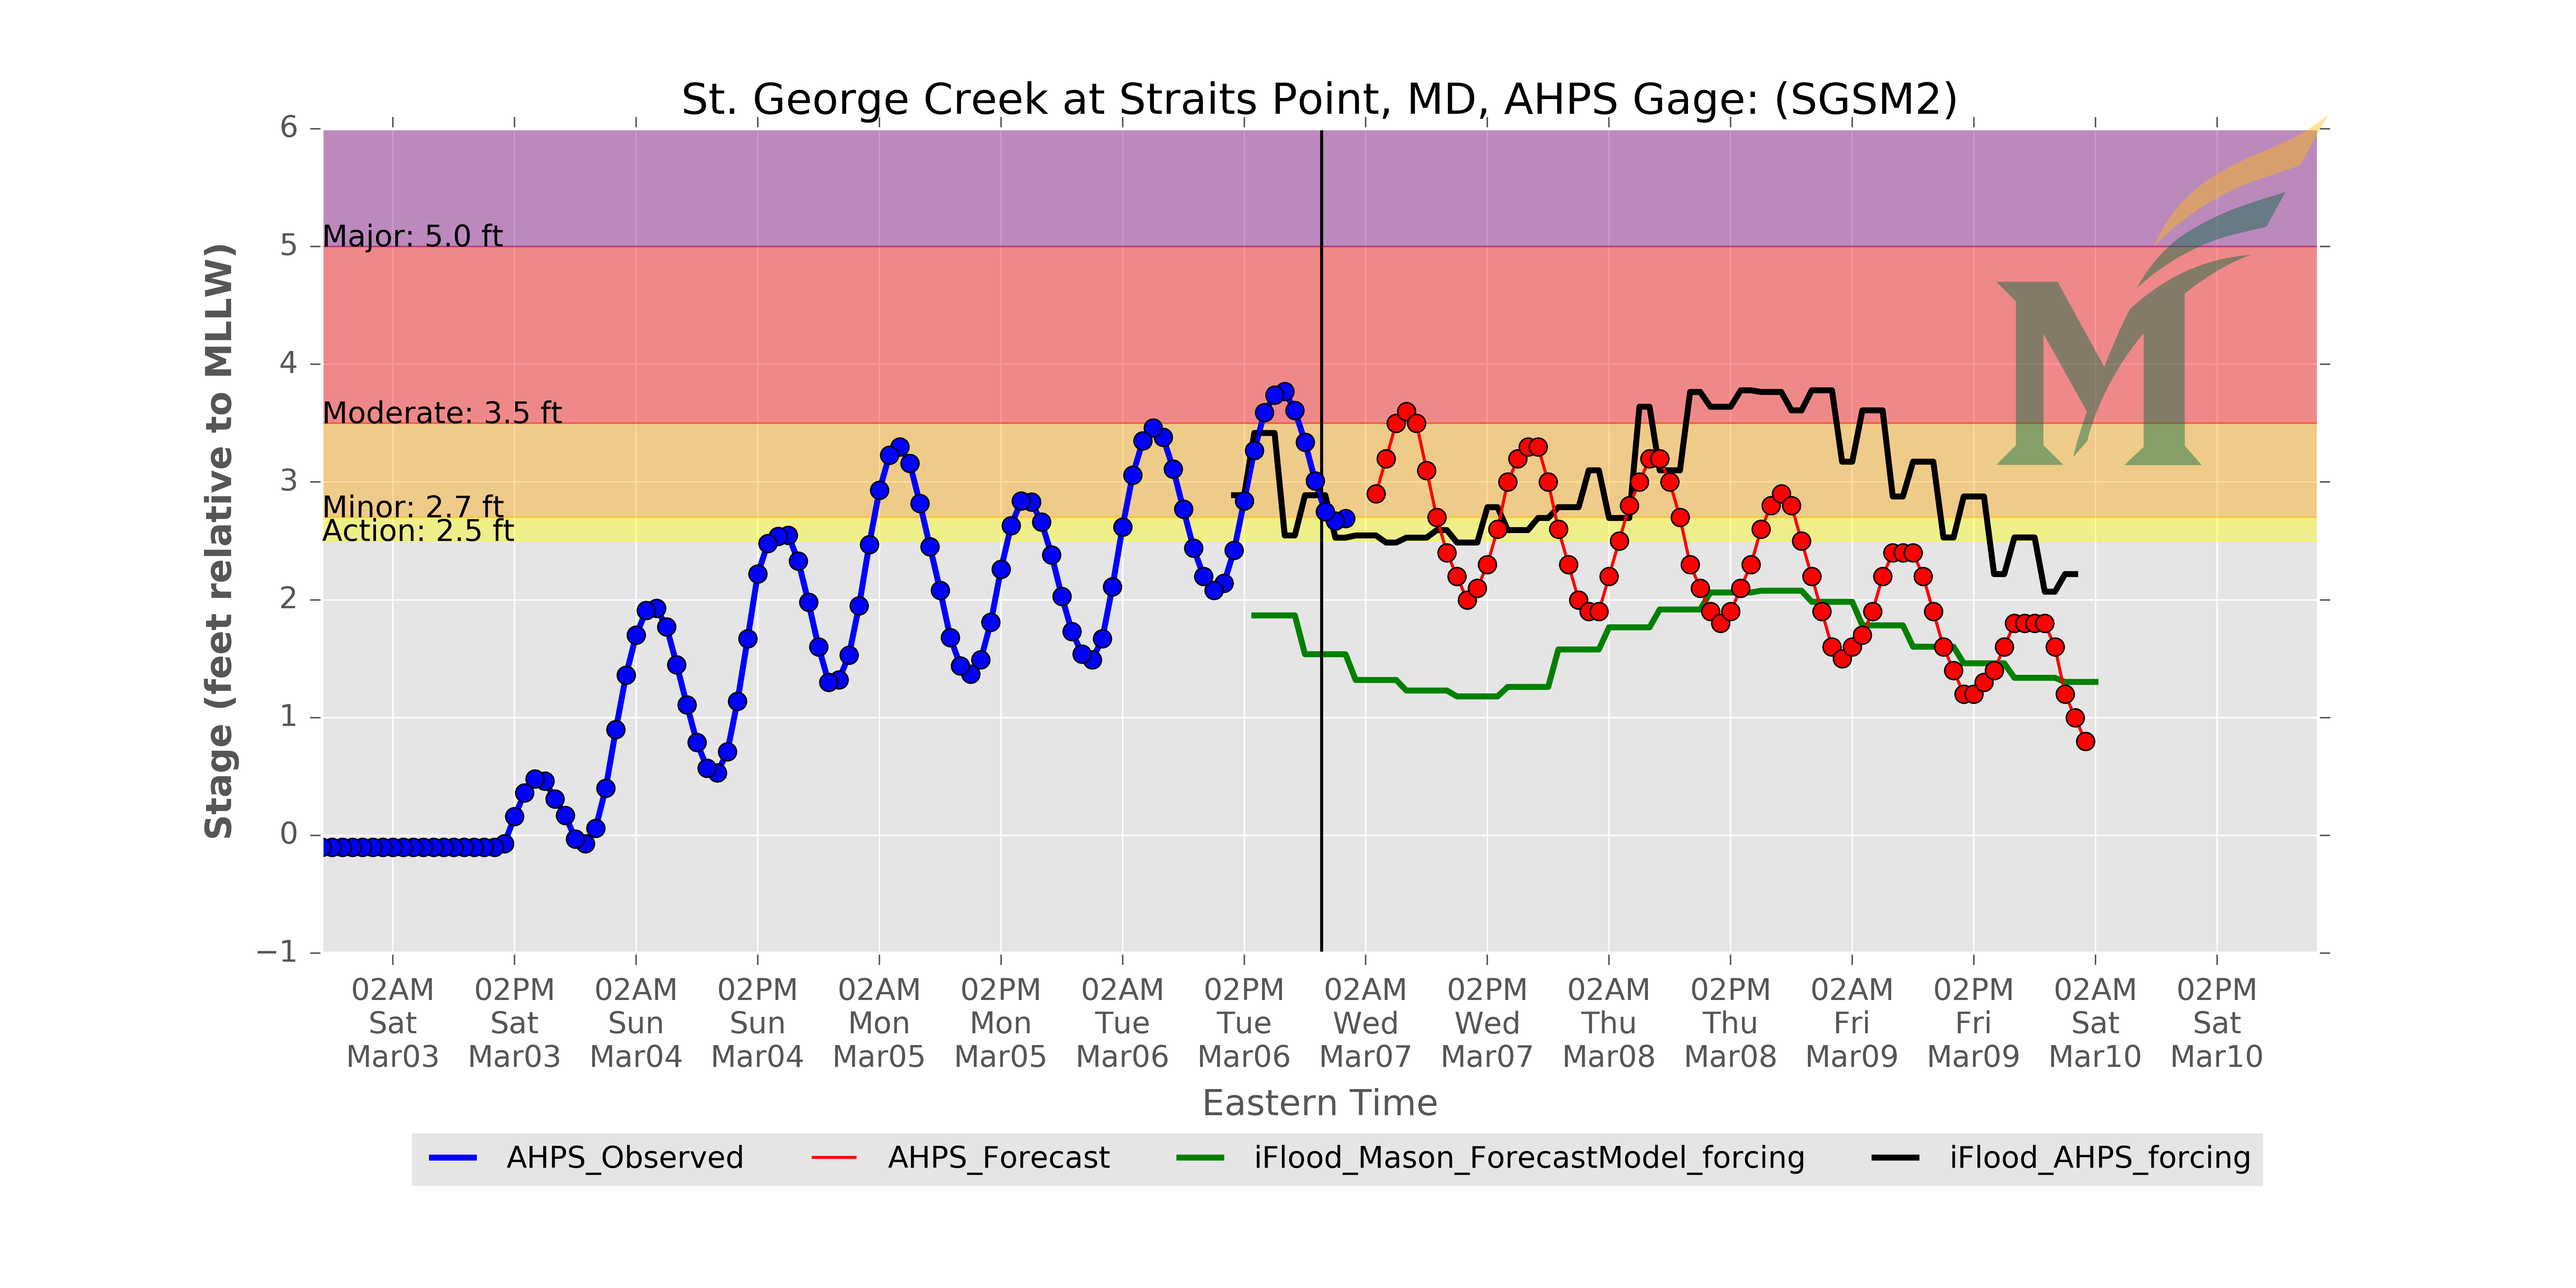 St. George Creek at Straits Point, MD, AHPS Gage: (SGSM2)
Stage (feet relative to MLLW)
6
5
4
3
2
1
0
−1
Major: 5.0 ft
Moderate: 3.5 ft
Minor: 2.7 ft
Action: 2.5 ft
M
02AM 02PM 02AM 02PM 02AM 02PM 02AM 02PM 02AM 02PM 02AM 02PM 02AM 02PM 02AM 02PM
Sat Sat Sun Sun Mon Mon Tue Tue Wed Wed Thu Thu Fri Fri Sat Sat
Mar03 Mar03 Mar04 Mar04 Mar05 Mar05 Mar06 Mar06 Mar07 Mar07 Mar08 Mar08 Mar09 Mar09 Mar10 Mar10
Eastern Time
AHPS_Observed AHPS_Forecast iFlood_Mason_ForecastModel_forcing iFlood_AHPS_forcing